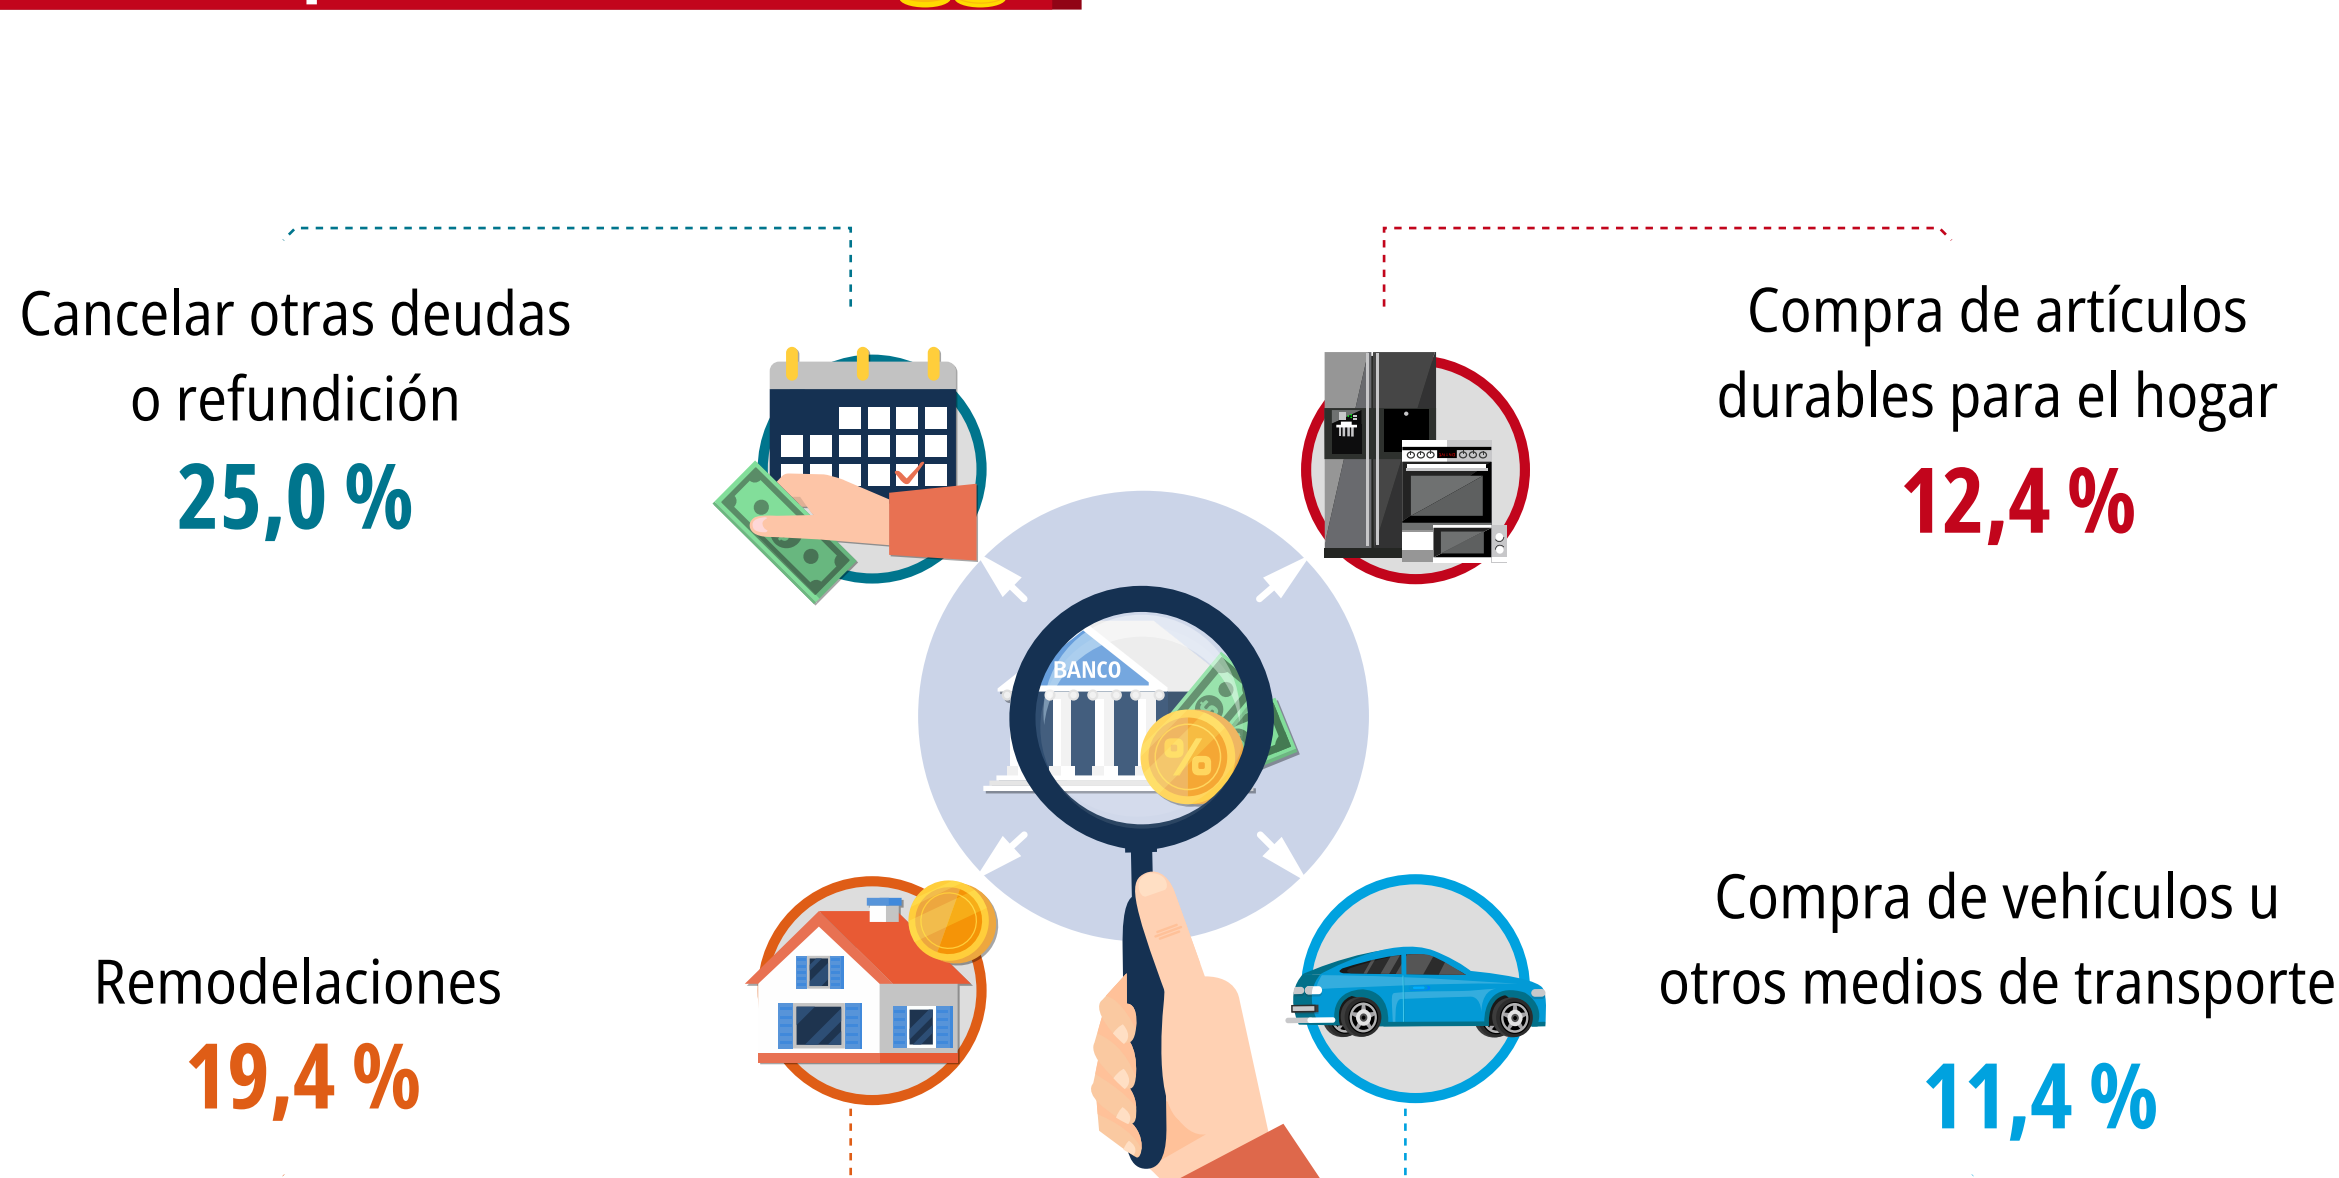 Cancelar otras deudas
o refundición
25,0 %
Compra de artículos
durables para el hogar
12,4 %
BANCO
%
Remodelaciones
19,4 %
Compra de vehículos u
otros medios de transporte
11,4 %